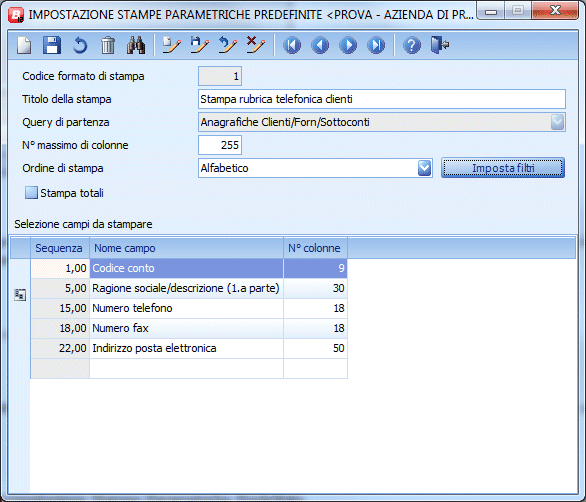 IMPOSTAZIONE STAMPE PARAMETRICHE PREDEFINITE <PROVA - AZIENDA DI PR...
Codice formato di stampa 1
Titolo della stampa Stampa rubrica telefonica clienti
Query di partenza Anagrafiche Clienti/Forn/Sottoconti
N° massimo di colonne 255
Ordine di stampa Alfabetico Imposta filtri
Stampa totali
Selezione campi da stampare
Sequenza Nome campo N° colonne
1,00 Codice conto 9
5,00 Ragione sociale/descrizione (1.a parte) 30
15,00 Numero telefono 18
18,00 Numero fax 18
22,00 Indirizzo posta elettronica 50